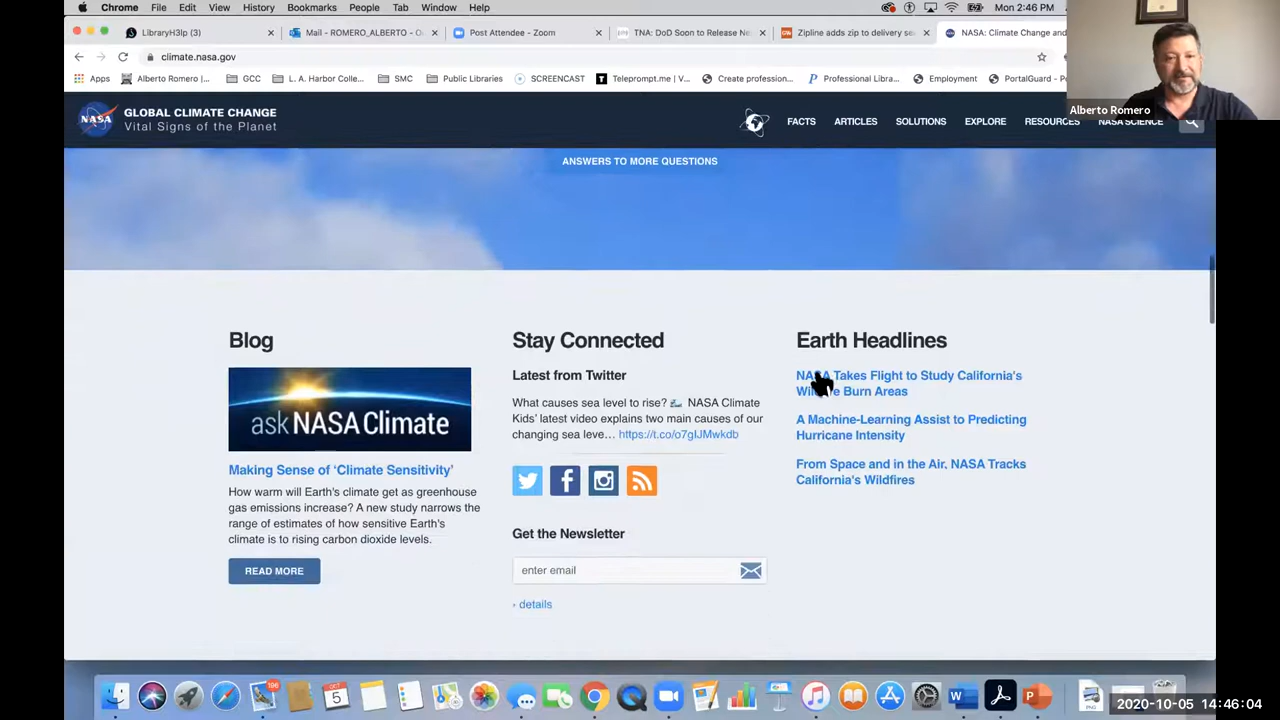 Chrome File Edit View History Bookmarks People Tab Window Help
Mon 2:46 PM
LibraryH3lp
Mail - ROMERO_ALBERTO - O
Post Attendee - Zoom
TNA: DoD Soon to Release Ne
Zipline adds zip to delivery se
NASA: Climate Change and
climate.nasa.gov
Apps
Alberto Romero |...
GCC
L. A. Harbor Colle...
SMC
Public Libraries
SCREENCAST
Teleprompt.me | V...
Create profession...
Professional Libra...
Employment
PortalGuard - Po
Alberto Romero
NASA
GLOBAL CLIMATE CHANGE
Vital Signs of the Planet
FACTS ARTICLES SOLUTIONS EXPLORE RESOURCES NASA SCIENCE
ANSWERS TO MORE QUESTIONS
Blog
ask NASA Climate
Making Sense of ‘Climate Sensitivity’
How warm will Earth's climate get as greenhouse
gas emissions increase? A new study narrows the
range of estimates of how sensitive Earth's
climate is to rising carbon dioxide levels.
READ MORE
Stay Connected
Latest from Twitter
What causes sea level to rise? 🌊 NASA Climate
Kids' latest video explains two main causes of our
changing sea leve… https://t.co/o7gIJMwkdb
Get the Newsletter
enter email
› details
Earth Headlines
NASA Takes Flight to Study California's
Wildfire Burn Areas
A Machine-Learning Assist to Predicting
Hurricane Intensity
From Space and in the Air, NASA Tracks
California's Wildfires
196
OCT
5
W
P
PNG
2020-10-05 14:46:04